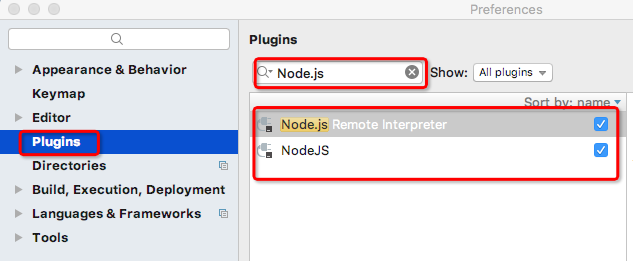 Preferences
Appearance & Behavior
Keymap
Editor
Plugins
Directories
Build, Execution, Deployment
Languages & Frameworks
Tools
Plugins
Node.js
Show: All plugins
Sort by: name
Node.js Remote Interpreter
NodeJS